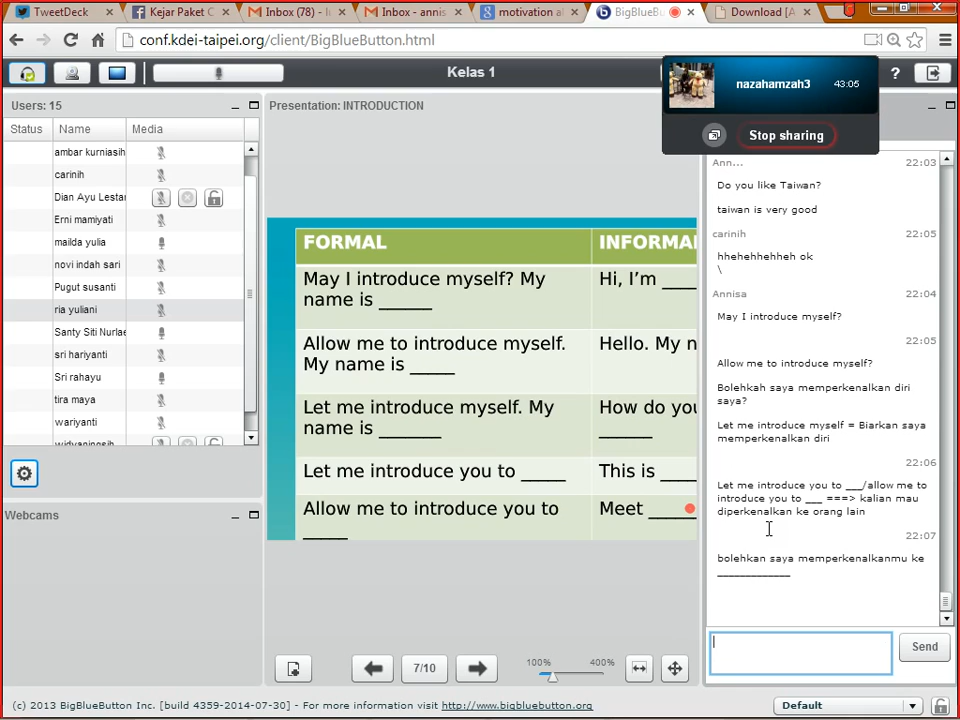 TweetDeck
Kejar Paket C
Inbox (78) - l
Inbox - annis
motivation al
BigBlueB
Download [A
conf.kdei-taipei.org/client/BigBlueButton.html
Kelas 1
?
nazahamzah3 43:05
Stop sharing
Users: 15
Status Name Media
ambar kurniasih
carinih
Dian Ayu Lesta
Erni mamiyati
mailda yulia
novi indah sari
Pugut susanti
ria yuliani
Santy Siti Nurlae
sri hariyanti
Sri rahayu
tira maya
wariyanti
widyaningsih
Webcams
Presentation: INTRODUCTION
FORMAL INFORMA
May I introduce myself? My name is ______ Hi, I'm ____
Allow me to introduce myself. My name is _____ Hello. My n
Let me introduce myself. My name is _______ How do you ______
Let me introduce you to _____ This is ____
Allow me to introduce you to _____ Meet _____
7/10
100% 400%
Ann... 22:03
Do you like Taiwan?
taiwan is very good
carinih 22:05
hhehehhehheh ok
\
Annisa 22:04
May I introduce myself?
22:05
Allow me to introduce myself?
Bolehkah saya memperkenalkan diri
saya?
Let me introduce myself = Biarkan saya
memperkenalkan diri
22:06
Let me introduce you to ___/allow me to
introduce you to ___ ===> kalian mau
diperkenalkan ke orang lain
22:07
bolehkan saya memperkenalkanmu ke
_____________
Send
(c) 2013 BigBlueButton Inc. [build 4359-2014-07-30] - For more information visit http://www.bigbluebutton.org
Default